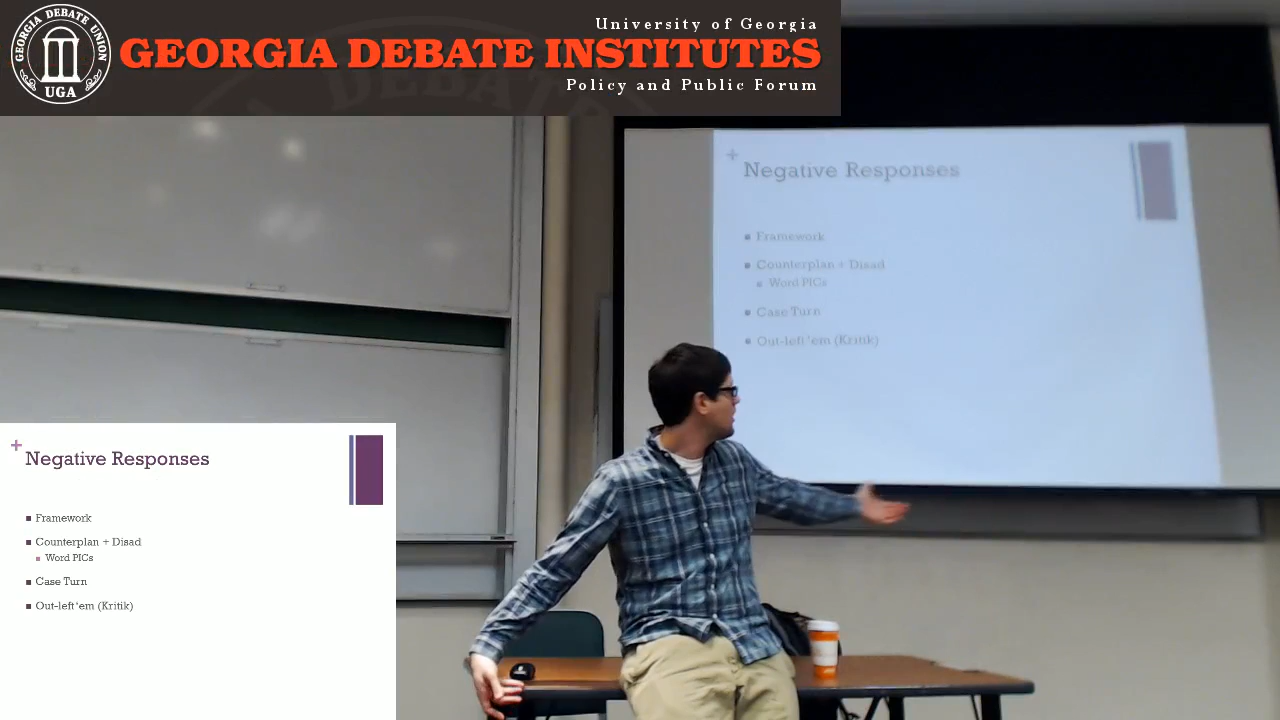 University of Georgia
GEORGIA DEBATE INSTITUTES
Policy and Public Forum
GEORGIA DEBATE UNION
UGA
DEBATE
+
Negative Responses
Framework
Counterplan + Disad
Word PICs
Case Turn
Out-left 'em (Kritik)
+
Negative Responses
Framework
Counterplan + Disad
Word PICs
Case Turn
Out-left 'em (Kritik)